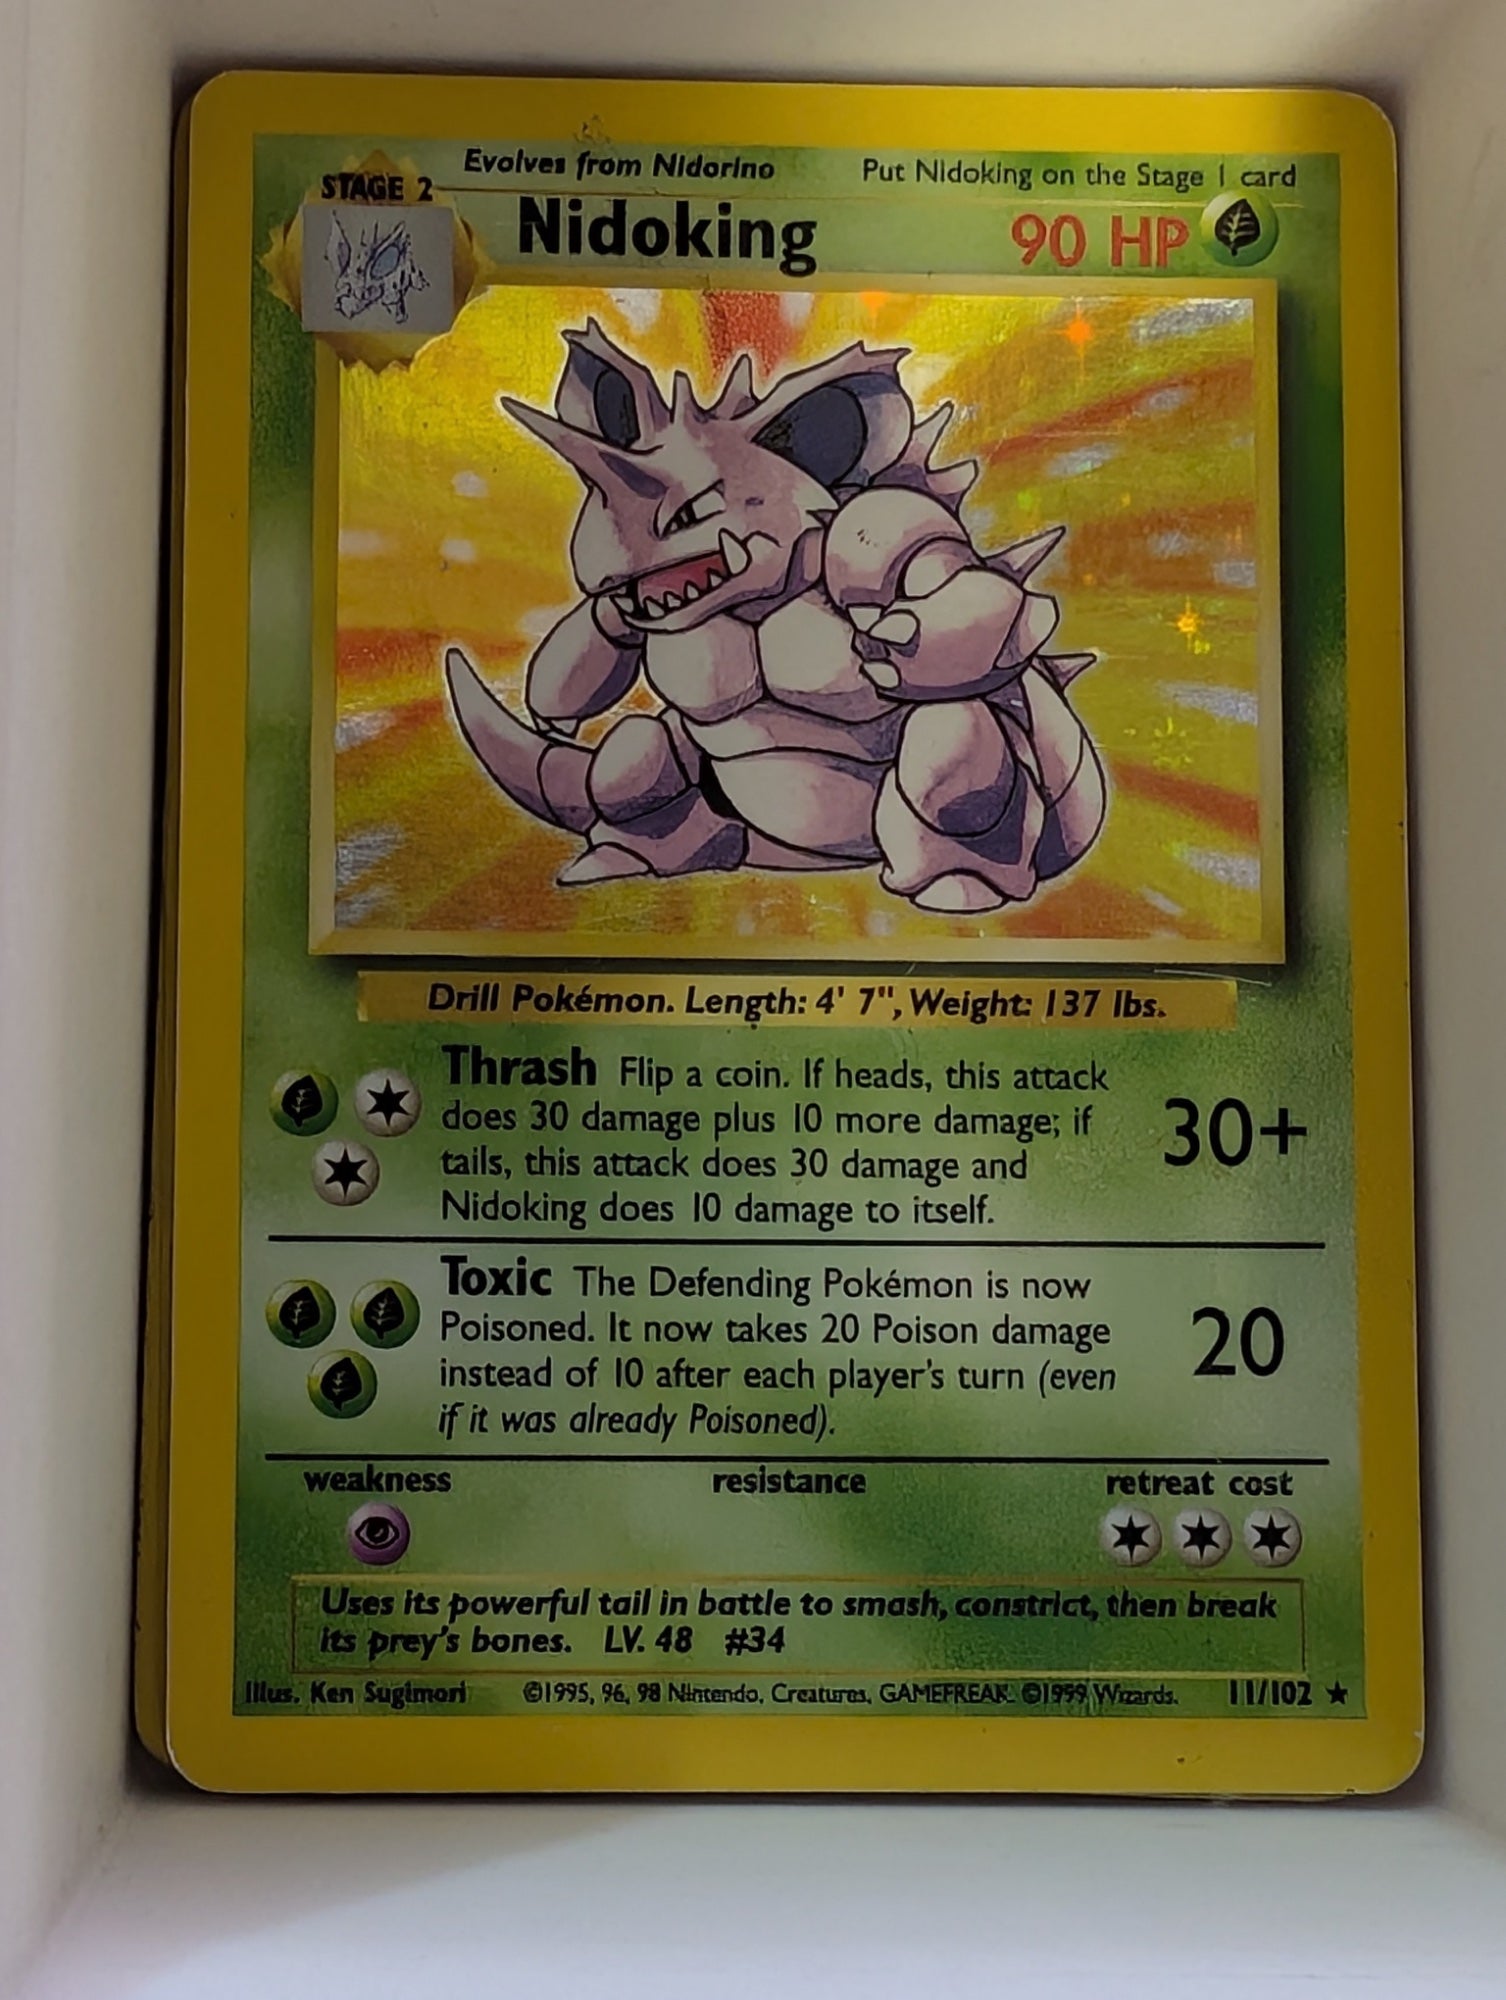 Evolves from Nidorino Put Nidoking on the Stage 1 card
STAGE 2
Nidoking 90 HP
Drill Pokémon. Length: 4' 7", Weight: 137 lbs.
Thrash Flip a coin. If heads, this attack
does 30 damage plus 10 more damage; if
tails, this attack does 30 damage and
Nidoking does 10 damage to itself.
30+
Toxic The Defending Pokémon is now
Poisoned. It now takes 20 Poison damage
instead of 10 after each player's turn (even
if it was already Poisoned).
20
weakness resistance retreat cost
Uses its powerful tail in battle to smash, constrict, then break
its prey's bones. LV. 48 #34
Illus. Ken Sugimori ©1995, 96, 98 Nintendo, Creatures, GAMEFREAK. ©1999 Wizards. 11/102 ★